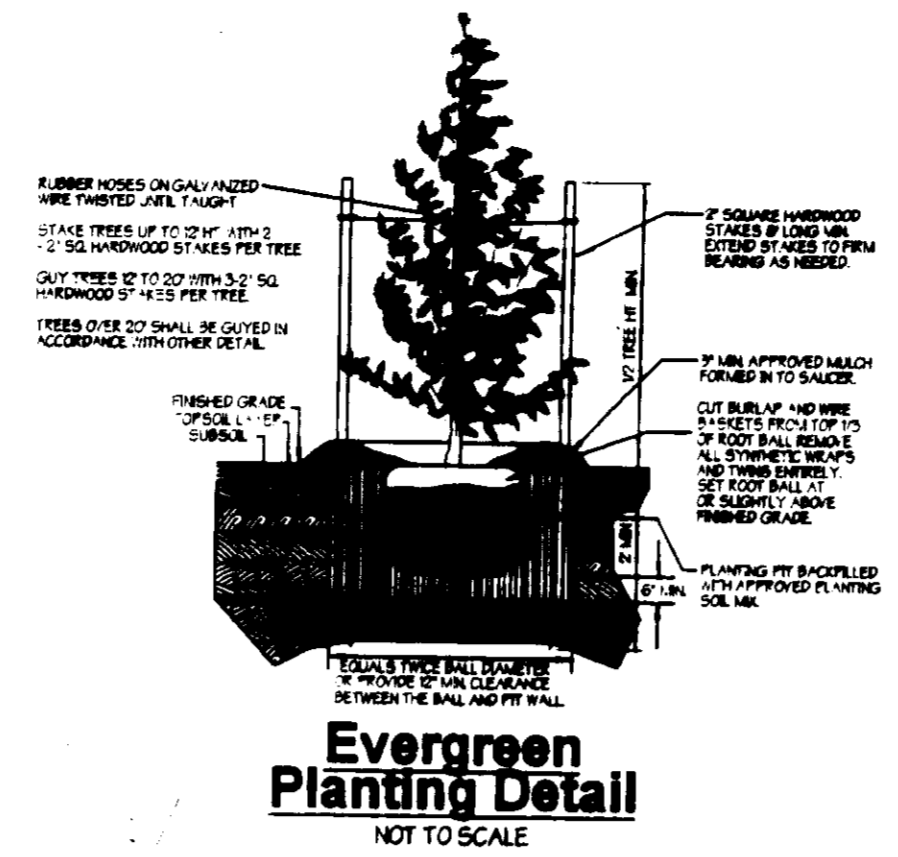 RUBBER HOSES ON GALVANIZED
WIRE TWISTED UNTIL TAUGHT
STAKE TREES UP TO 12' HT WITH 2
- 2" SQ. HARDWOOD STAKES PER TREE
GUY TREES 12' TO 20' WITH 3-2" SQ.
HARDWOOD STAKES PER TREE.
TREES OVER 20' SHALL BE GUYED IN
ACCORDANCE WITH OTHER DETAIL
FINISHED GRADE
TOPSOIL LAYER
SUBSOIL
2" SQUARE HARDWOOD
STAKES 8' LONG MIN.
EXTEND STAKES TO FIRM
BEARING AS NEEDED.
1/2 TREE HT MIN.
3" MIN. APPROVED MULCH
FORMED IN TO SAUCER.
CUT BURLAP AND WIRE
BASKETS FROM TOP 1/3
OF ROOT BALL REMOVE
ALL SYNTHETIC WRAPS
AND TWINS ENTIRELY.
SET ROOT BALL AT
OR SLIGHTLY ABOVE
FINISHED GRADE
2' MIN
6" MIN.
PLANTING PIT BACKFILLED
WITH APPROVED PLANTING
SOIL MIX.
EQUALS TWICE BALL DIAMETER
OR PROVIDE 12" MIN. CLEARANCE
BETWEEN THE BALL AND PIT WALL
Evergreen
Planting Detail
NOT TO SCALE